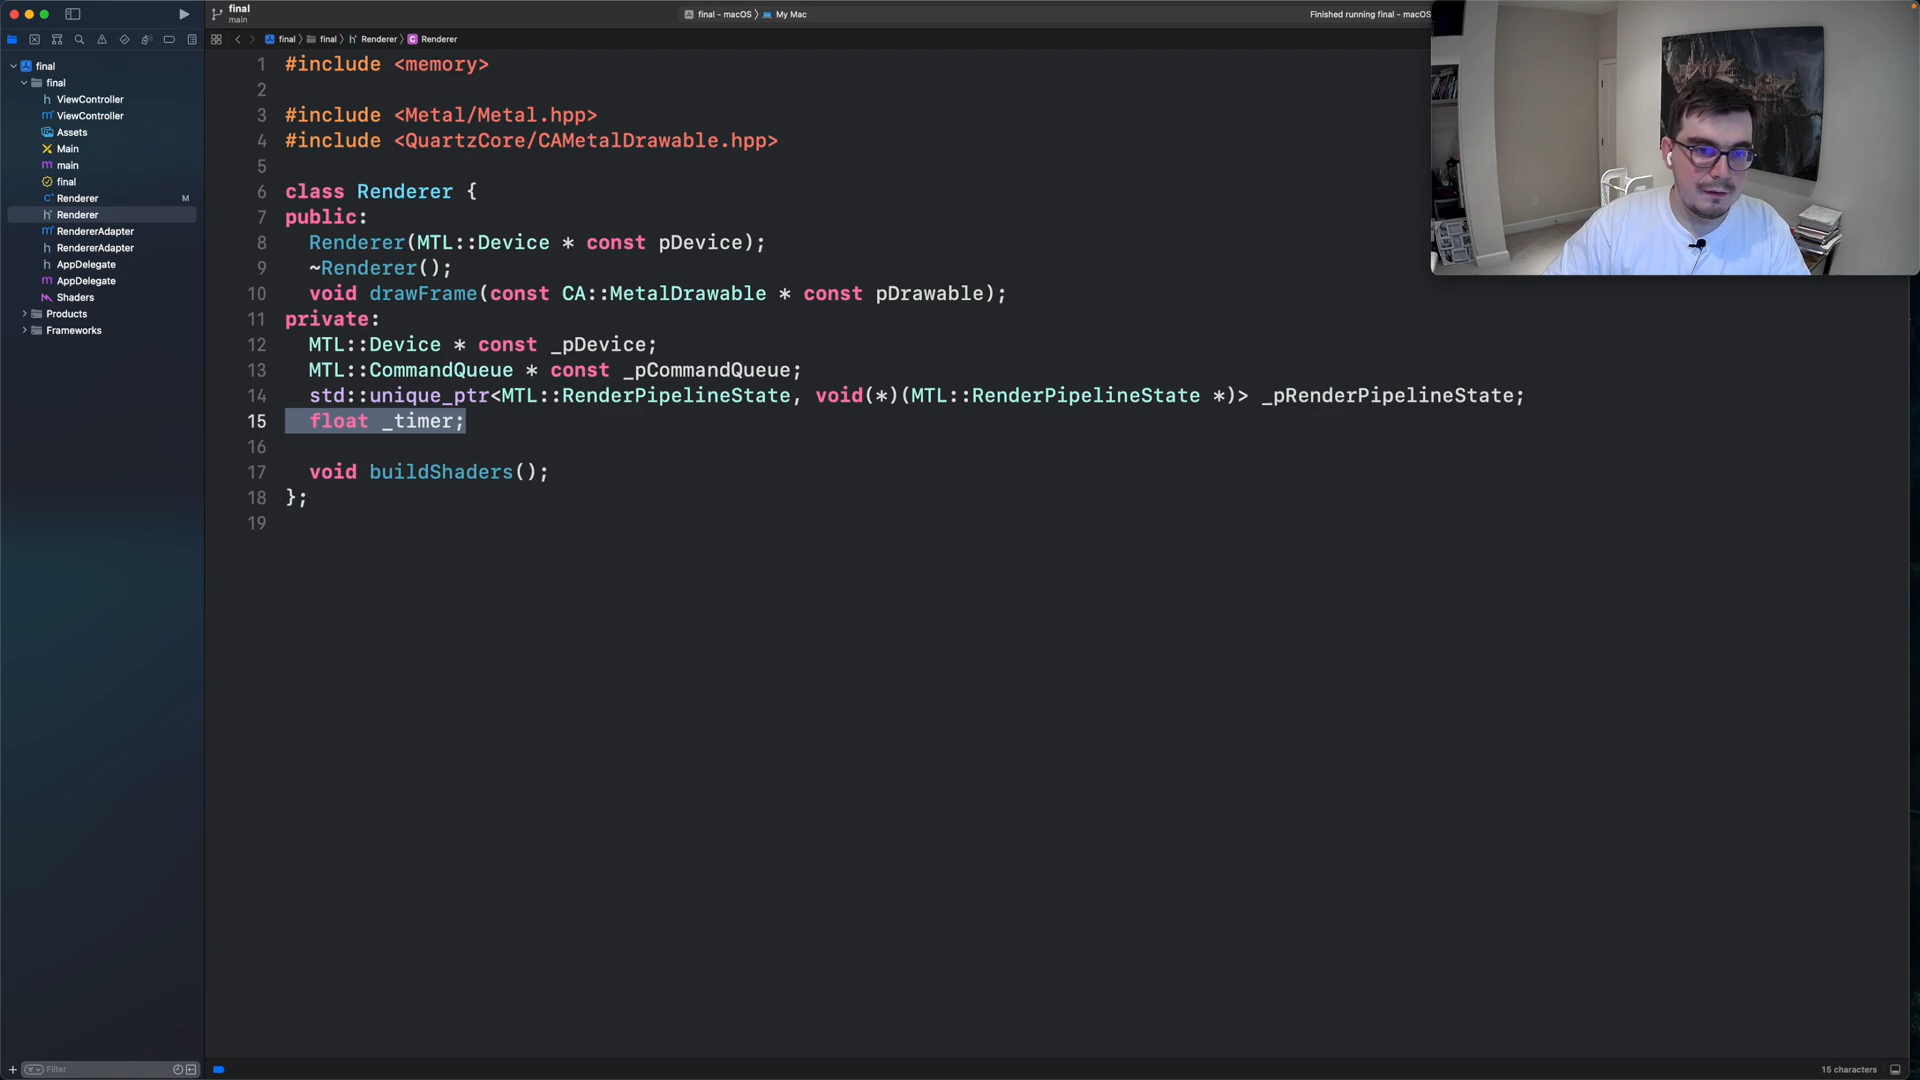 final
main
final - macOS
My Mac
Finished running final - macOS
final
final
Renderer
Renderer
final
final
ViewController
ViewController
Assets
Main
main
final
Renderer
M
Renderer
RendererAdapter
RendererAdapter
AppDelegate
AppDelegate
Shaders
Products
Frameworks
1 #include <memory>
2
3 #include <Metal/Metal.hpp>
4 #include <QuartzCore/CAMetalDrawable.hpp>
5
6 class Renderer {
7 public:
8 Renderer(MTL::Device * const pDevice);
9 ~Renderer();
10 void drawFrame(const CA::MetalDrawable * const pDrawable);
11 private:
12 MTL::Device * const _pDevice;
13 MTL::CommandQueue * const _pCommandQueue;
14 std::unique_ptr<MTL::RenderPipelineState, void(*)(MTL::RenderPipelineState *)> _pRenderPipelineState;
15 float _timer;
16
17 void buildShaders();
18 };
19
Filter
15 characters